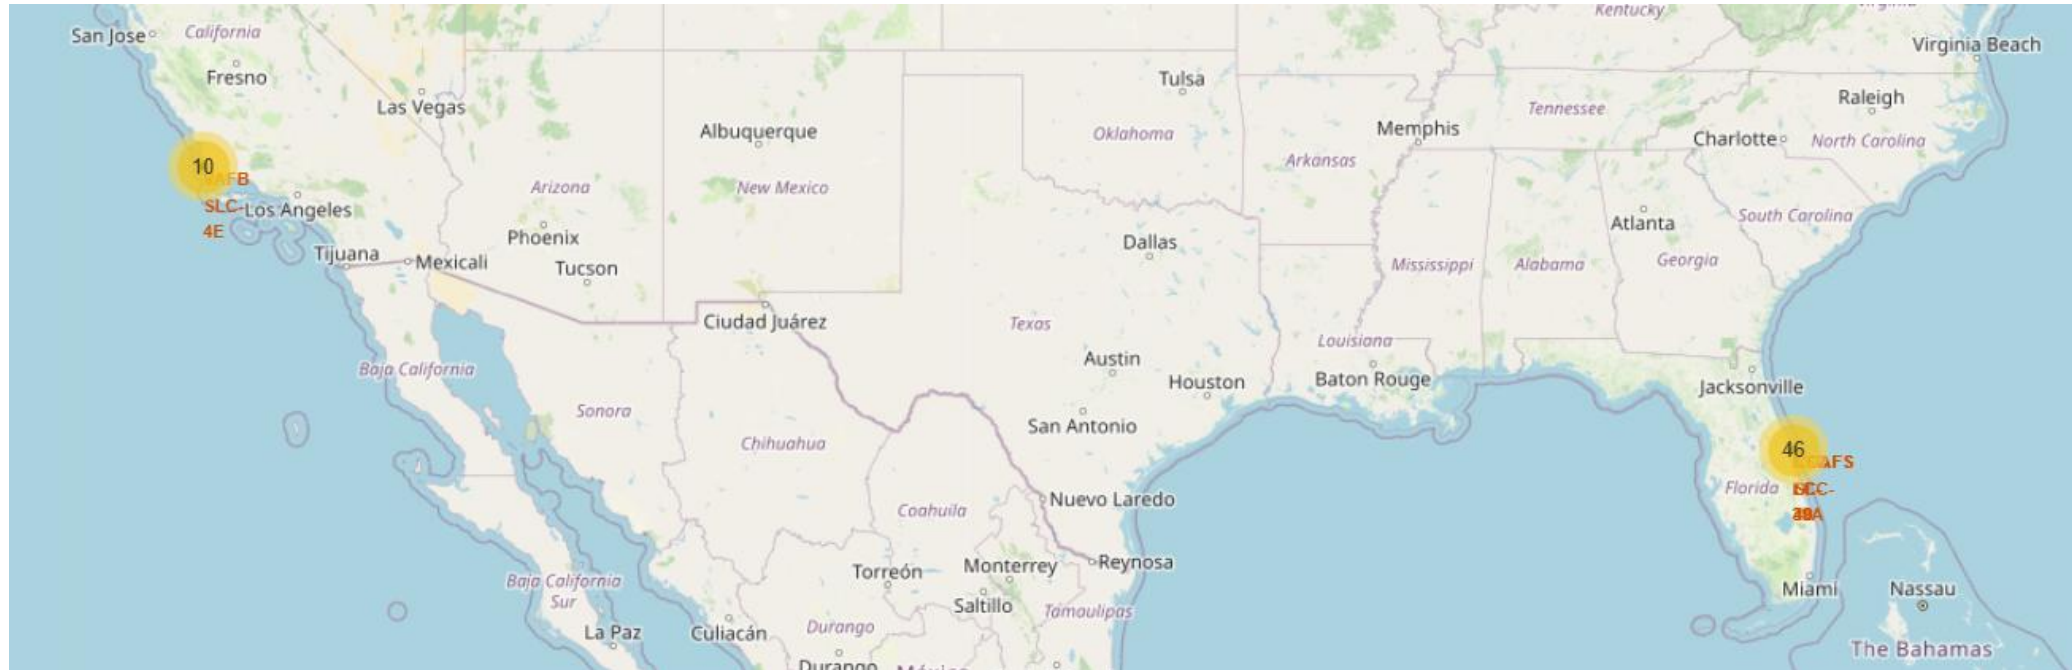 Kentucky
San Jose
California
Virginia Beach
Fresno
Tulsa
Las Vegas
Raleigh
Tennessee
Albuquerque
Memphis
Oklahoma
Charlotte
North Carolina
10
Arkansas
Arizona
New Mexico
SLC-
Los Angeles
4E
South Carolina
Atlanta
Phoenix
Dallas
Tijuana
Mexicali
Tucson
Mississippi
Alabama
Georgia
Ciudad Juárez
Texas
Louisiana
Austin
Baja California
Houston
Baton Rouge
Jacksonville
Sonora
San Antonio
Chihuahua
46
Florida
Nuevo Laredo
Coahuila
Reynosa
Monterrey
Torreón
Baja California
Sur
Miami
Nassau
Saltillo
Tamaulipas
Durango
La Paz
Culiacán
The Bahamas
Durango
México